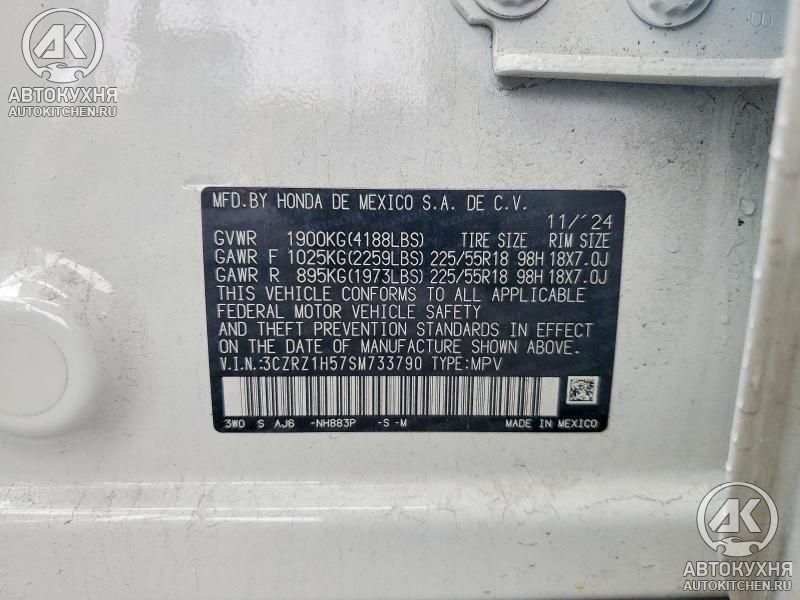 АК
АВТОКУХНЯ
AUTOKITCHEN.RU
B
MFD.BY HONDA DE MEXICO S.A. DE C.V.
11/´24
GVWR 1900KG(4188LBS) TIRE SIZE RIM SIZE
GAWR F 1025KG(2259LBS) 225/55R18 98H 18X7.0J
GAWR R 895KG(1973LBS) 225/55R18 98H 18X7.0J
THIS VEHICLE CONFORMS TO ALL APPLICABLE
FEDERAL MOTOR VEHICLE SAFETY
AND THEFT PREVENTION STANDARDS IN EFFECT
ON THE DATE OF MANUFACTURE SHOWN ABOVE.
V.I.N.:3CZRZ1H57SM733790 TYPE:MPV
3W0 S AJ6 -NH883P -S -M MADE IN MEXICO
АК
АВТОКУХНЯ
AUTOKITCHEN.RU